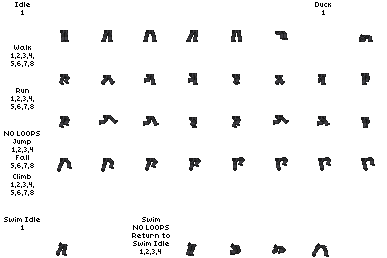 Idle
1
Duck
1
Walk
1,2,3,4,
5,6,7,8
Run
1,2,3,4,
5,6,7,8
NO LOOPS
Jump
1,2,3,4
Fall
5,6,7,8
Climb
1,2,3,4,
5,6,7,8
Swim Idle
1
Swim
NO LOOPS
Return to
Swim Idle
1,2,3,4